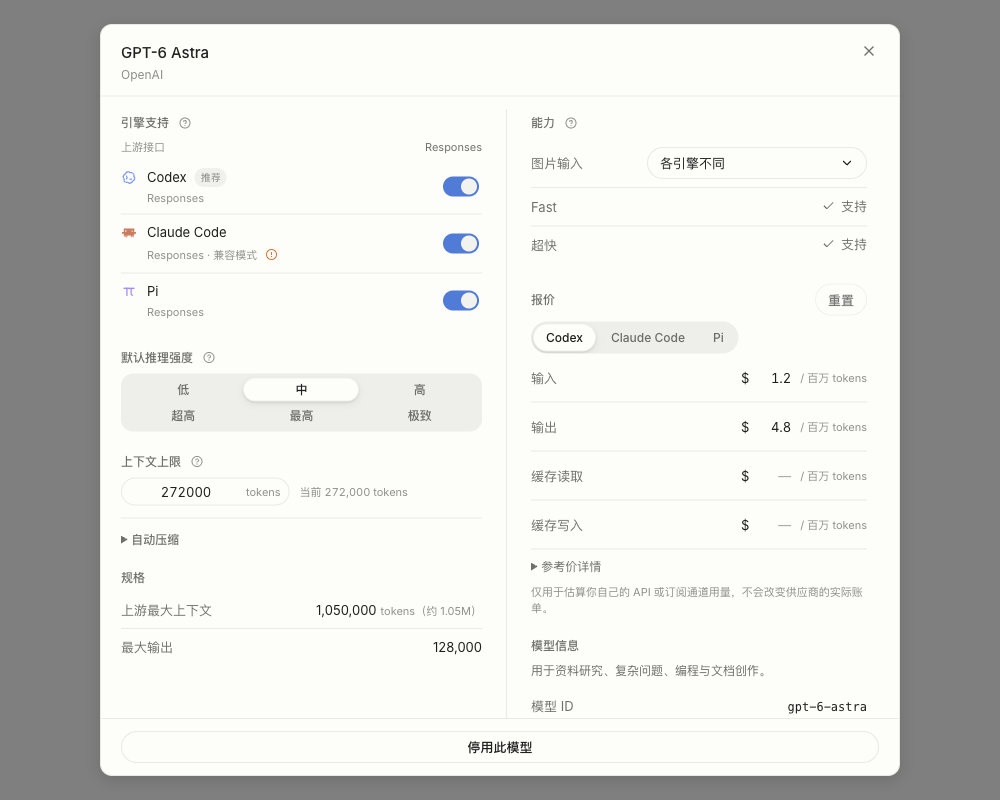 GPT-6 Astra
OpenAI
引擎支持
上游接口
Responses
Codex 推荐
Responses
Claude Code
Responses · 兼容模式
Pi
Responses
默认推理强度
低 中 高
超高 最高 极致
上下文上限
272000 tokens 当前 272,000 tokens
自动压缩
规格
上游最大上下文 1,050,000 tokens（约 1.05M）
最大输出 128,000
能力
图片输入 各引擎不同
Fast 支持
超快 支持
报价 重置
Codex Claude Code Pi
输入 $ 1.2 / 百万 tokens
输出 $ 4.8 / 百万 tokens
缓存读取 $ — / 百万 tokens
缓存写入 $ — / 百万 tokens
参考价详情
仅用于估算你自己的 API 或订阅通道用量，不会改变供应商的实际账
单。
模型信息
用于资料研究、复杂问题、编程与文档创作。
模型 ID gpt-6-astra
停用此模型